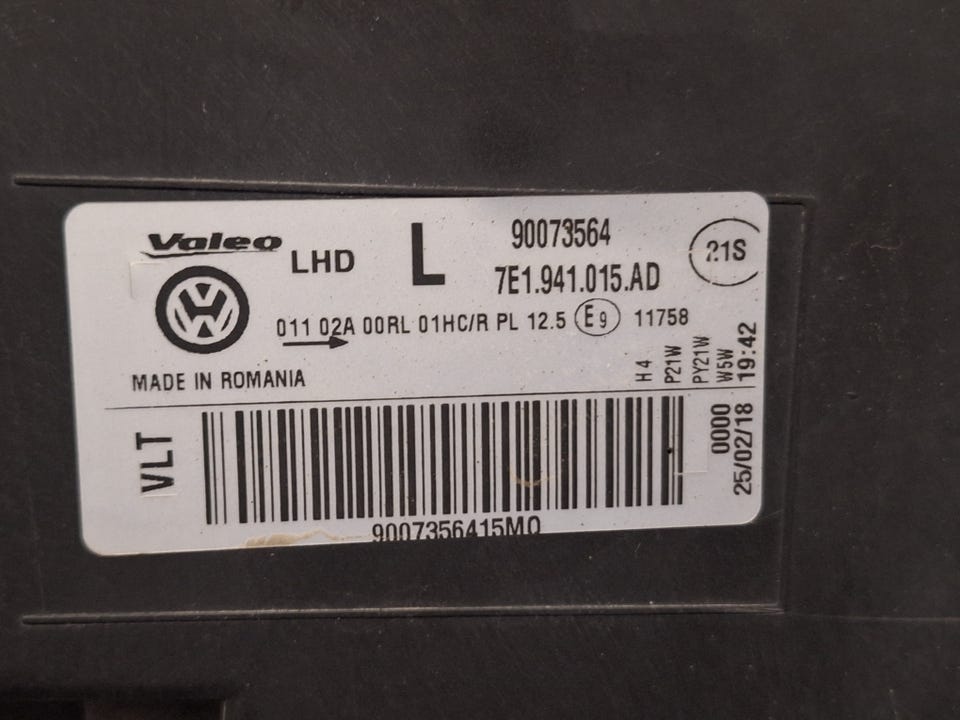 Valeo LHD L 90073564 21S
7E1.941.015.AD
011 02A 00RL 01HC/R PL 12.5 E9 11758
MADE IN ROMANIA
H4
P21W
PY21W
W5W
19:42
VLT
0000
25/02/18
9007356415MO